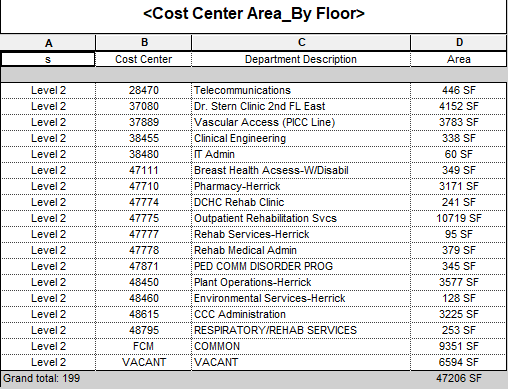 <Cost Center Area_By Floor>
A B C D
s Cost Center Department Description Area
Level 2 28470 Telecommunications 446 SF
Level 2 37080 Dr. Stern Clinic 2nd FL East 4152 SF
Level 2 37889 Vascular Access (PICC Line) 3783 SF
Level 2 38455 Clinical Engineering 338 SF
Level 2 38480 IT Admin 60 SF
Level 2 47111 Breast Health Acsess-W/Disabil 349 SF
Level 2 47710 Pharmacy-Herrick 3171 SF
Level 2 47774 DCHC Rehab Clinic 241 SF
Level 2 47775 Outpatient Rehabilitation Svcs 10719 SF
Level 2 47777 Rehab Services-Herrick 95 SF
Level 2 47778 Rehab Medical Admin 379 SF
Level 2 47871 PED COMM DISORDER PROG 345 SF
Level 2 48450 Plant Operations-Herrick 3577 SF
Level 2 48460 Environmental Services-Herrick 128 SF
Level 2 48615 CCC Administration 3225 SF
Level 2 48795 RESPIRATORY/REHAB SERVICES 253 SF
Level 2 FCM COMMON 9351 SF
Level 2 VACANT VACANT 6594 SF
Grand total: 199 47206 SF